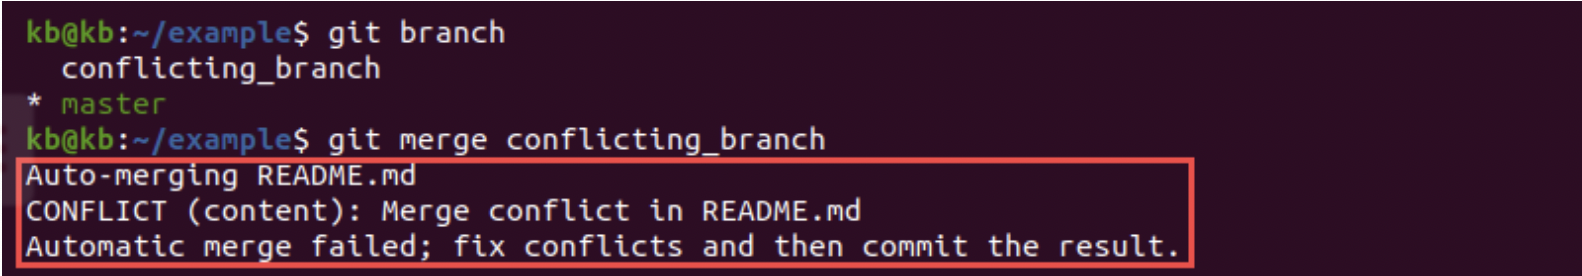 kb@kb:~/example$ git branch
  conflicting_branch
* master
kb@kb:~/example$ git merge conflicting_branch
Auto-merging README.md
CONFLICT (content): Merge conflict in README.md
Automatic merge failed; fix conflicts and then commit the result.